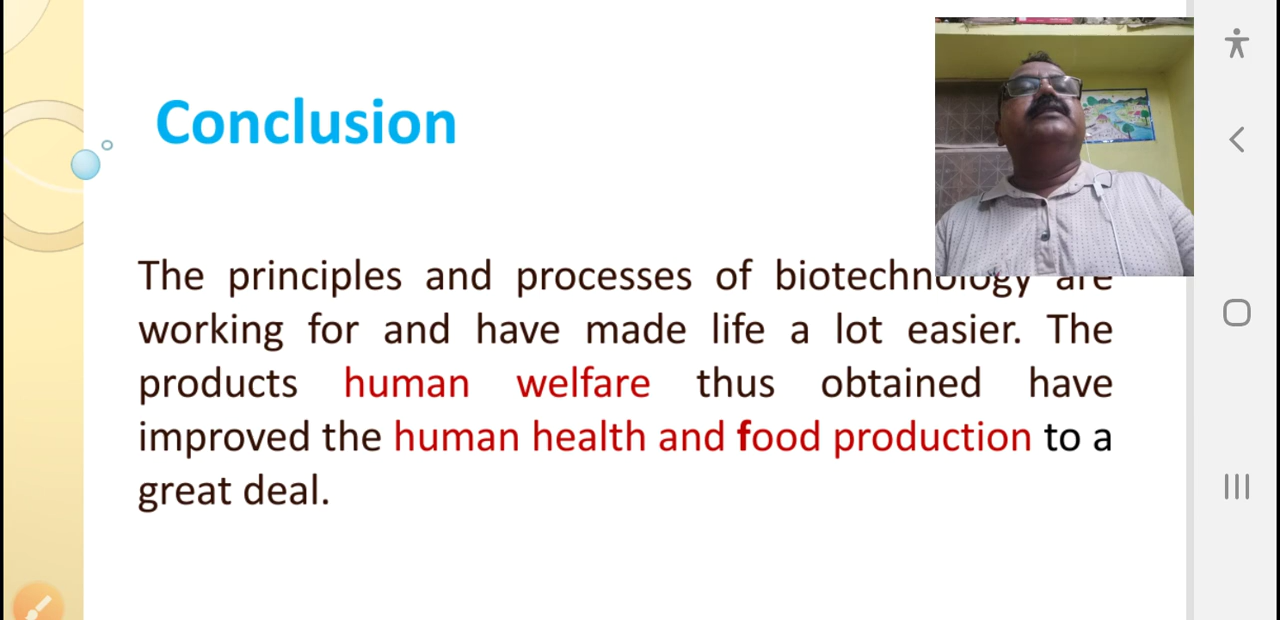 Conclusion
The principles and processes of biotechnology are
working for and have made life a lot easier. The
products human welfare thus obtained have
improved the human health and food production to a
great deal.